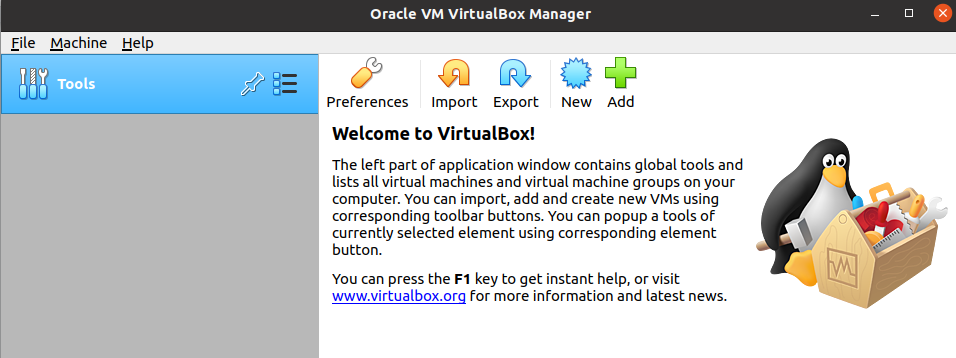 Oracle VM VirtualBox Manager
File Machine Help
Tools
Preferences Import Export New Add
Welcome to VirtualBox!
The left part of application window contains global tools and
lists all virtual machines and virtual machine groups on your
computer. You can import, add and create new VMs using
corresponding toolbar buttons. You can popup a tools of
currently selected element using corresponding element
button.
You can press the F1 key to get instant help, or visit
www.virtualbox.org for more information and latest news.